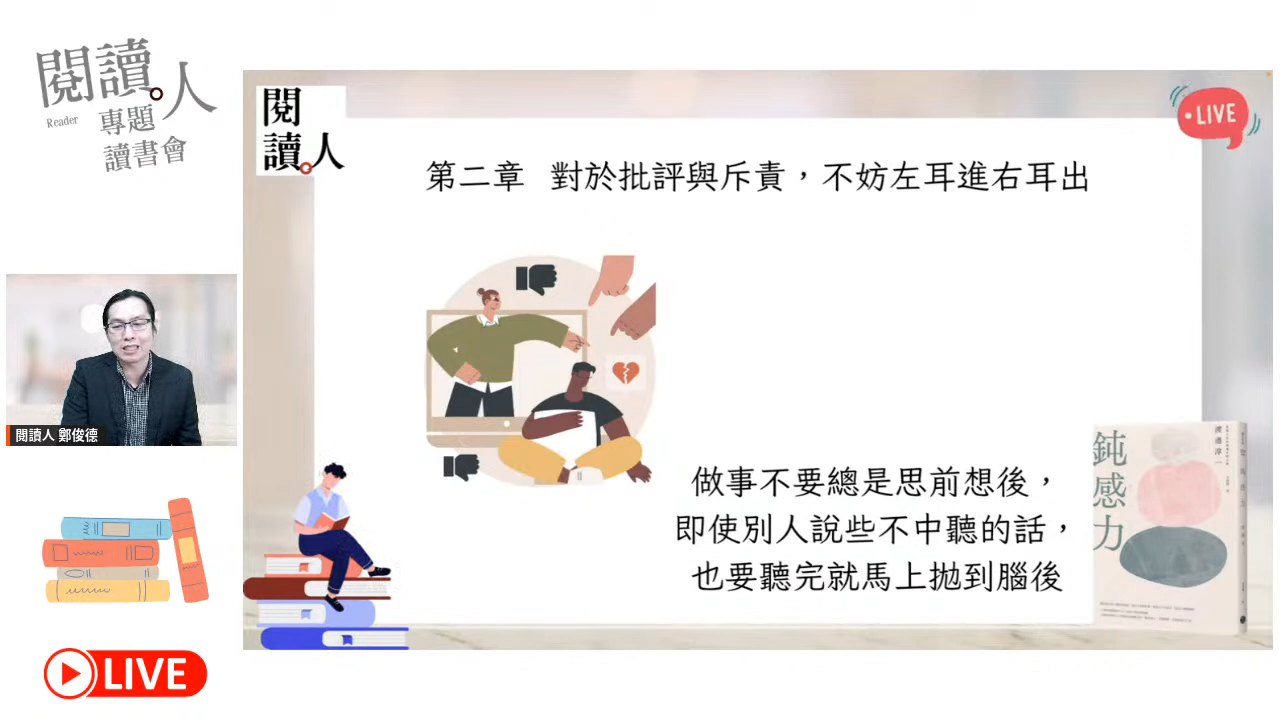 閱讀人
Reader
專題
讀書會
閱讀人 鄭俊德
LIVE
閱
讀人
LIVE
第二章 對於批評與斥責，不妨左耳進右耳出
做事不要總是思前想後，
即使別人說些不中聽的話，
也要聽完就馬上拋到腦後
鈍感力
渡邊淳一